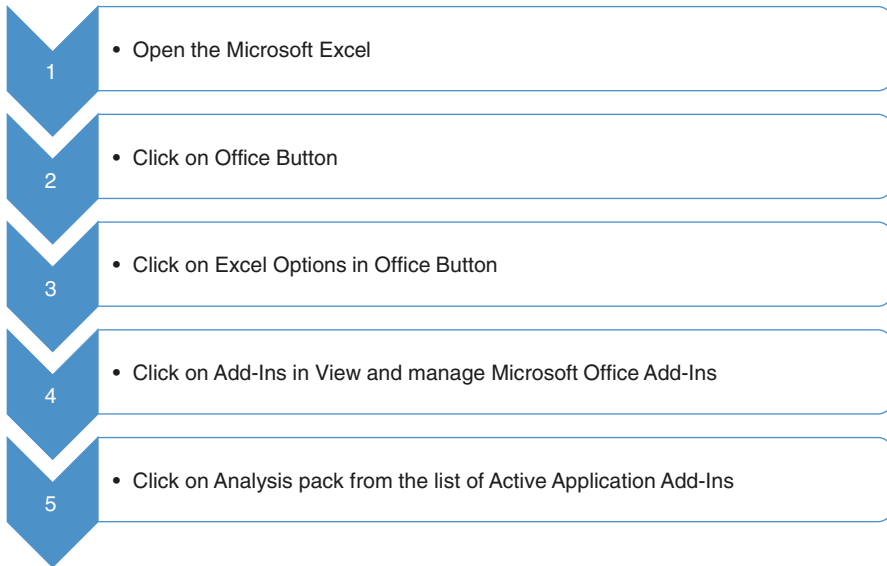 1
• Open the Microsoft Excel
2
• Click on Office Button
3
• Click on Excel Options in Office Button
4
• Click on Add-Ins in View and manage Microsoft Office Add-Ins
5
• Click on Analysis pack from the list of Active Application Add-Ins